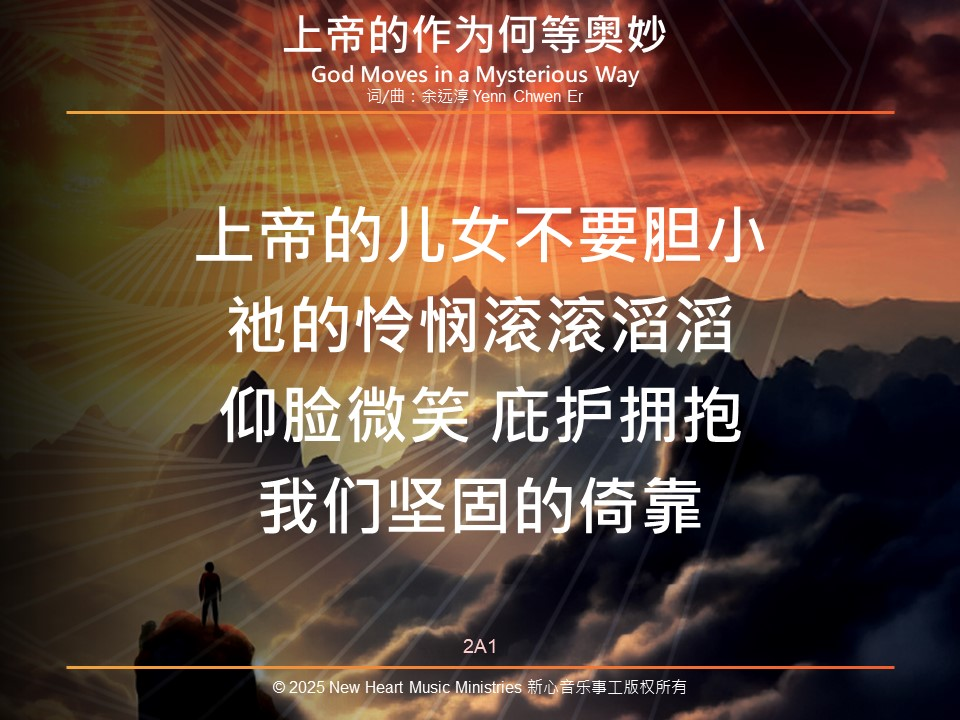 上帝的作为何等奥妙
God Moves in a Mysterious Way
词/曲：余远淳 Yenn Chwen Er
上帝的儿女不要胆小
祂的怜悯滚滚滔滔
仰脸微笑 庇护拥抱
我们坚固的倚靠
2A1
© 2025 New Heart Music Ministries 新心音乐事工版权所有